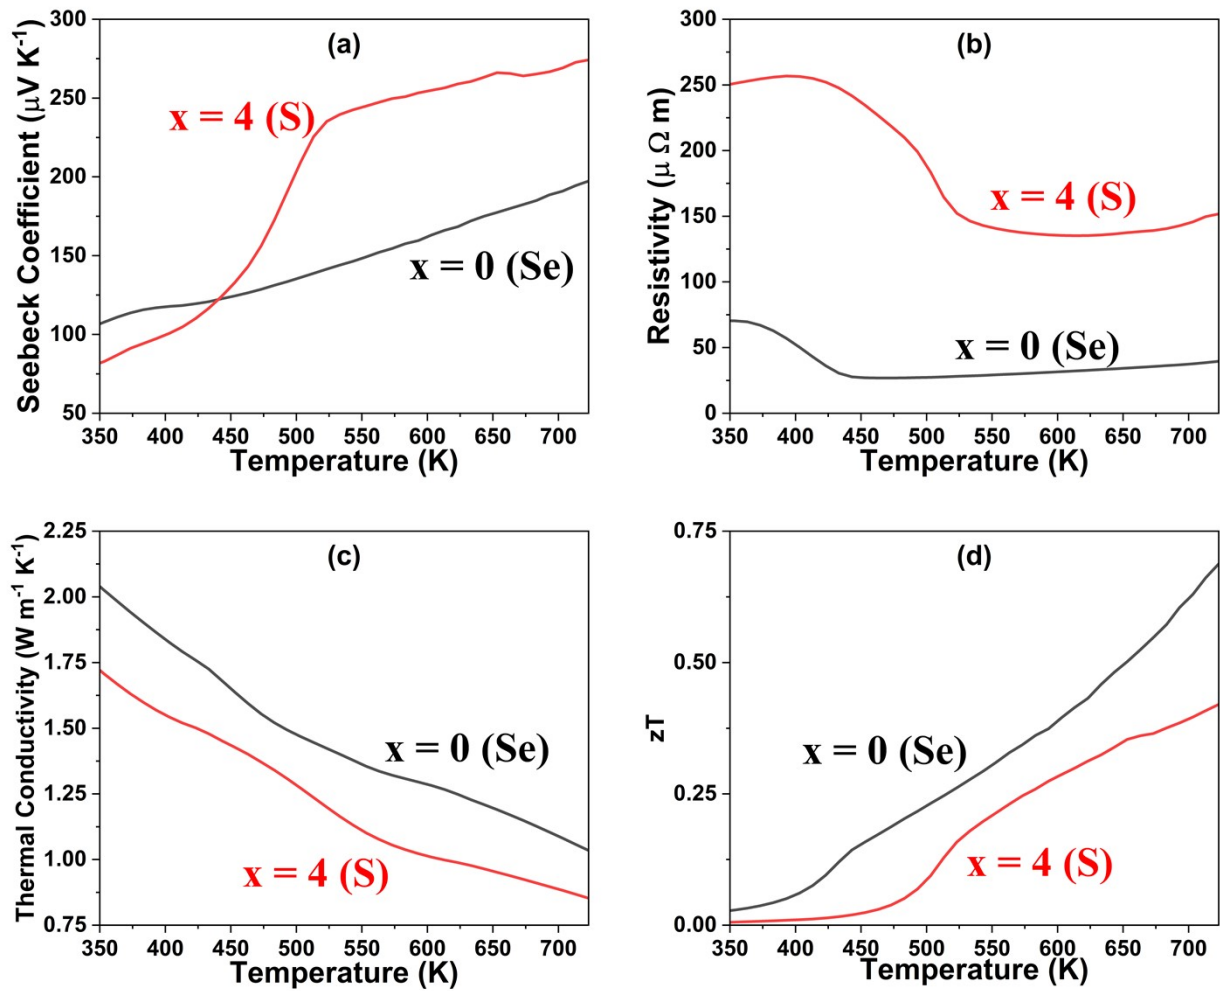 (a)
Seebeck Coefficient (μV K⁻¹)
300
250
200
150
100
50
x = 4 (S)
x = 0 (Se)
350 400 450 500 550 600 650 700
Temperature (K)
(b)
Resistivity (μ Ω m)
300
250
200
150
100
50
0
x = 4 (S)
x = 0 (Se)
350 400 450 500 550 600 650 700
Temperature (K)
(c)
Thermal Conductivity (W m⁻¹ K⁻¹)
2.25
2.00
1.75
1.50
1.25
1.00
0.75
x = 0 (Se)
x = 4 (S)
350 400 450 500 550 600 650 700
Temperature (K)
(d)
zT
0.75
0.50
0.25
0.00
x = 0 (Se)
x = 4 (S)
350 400 450 500 550 600 650 700
Temperature (K)